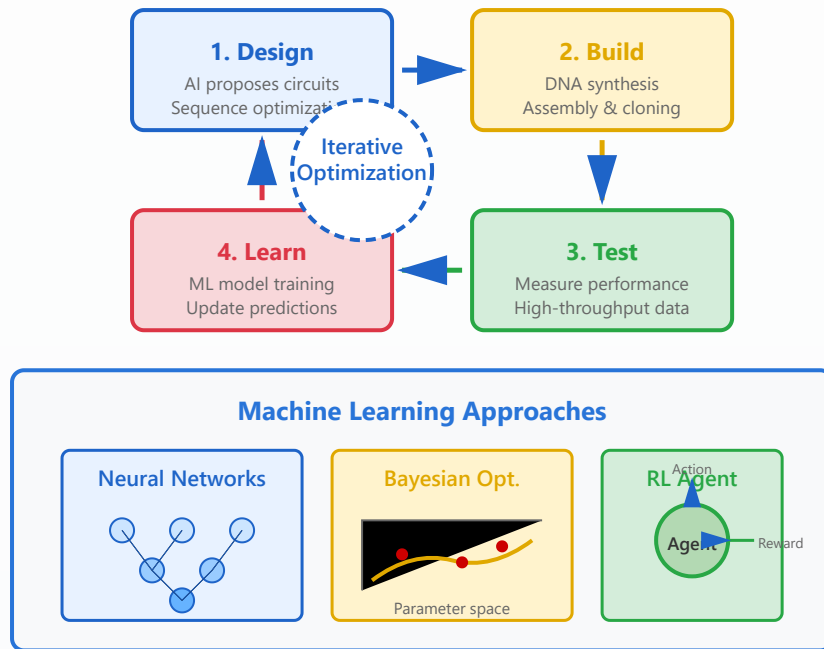 1. Design
AI proposes circuits
Sequence optimizati
2. Build
DNA synthesis
Assembly & cloning
Iterative
Optimization
4. Learn
ML model training
Update predictions
3. Test
Measure performance
High-throughput data
Machine Learning Approaches
Neural Networks
Bayesian Opt.
Parameter space
RL Agent
Action
Agent
Reward